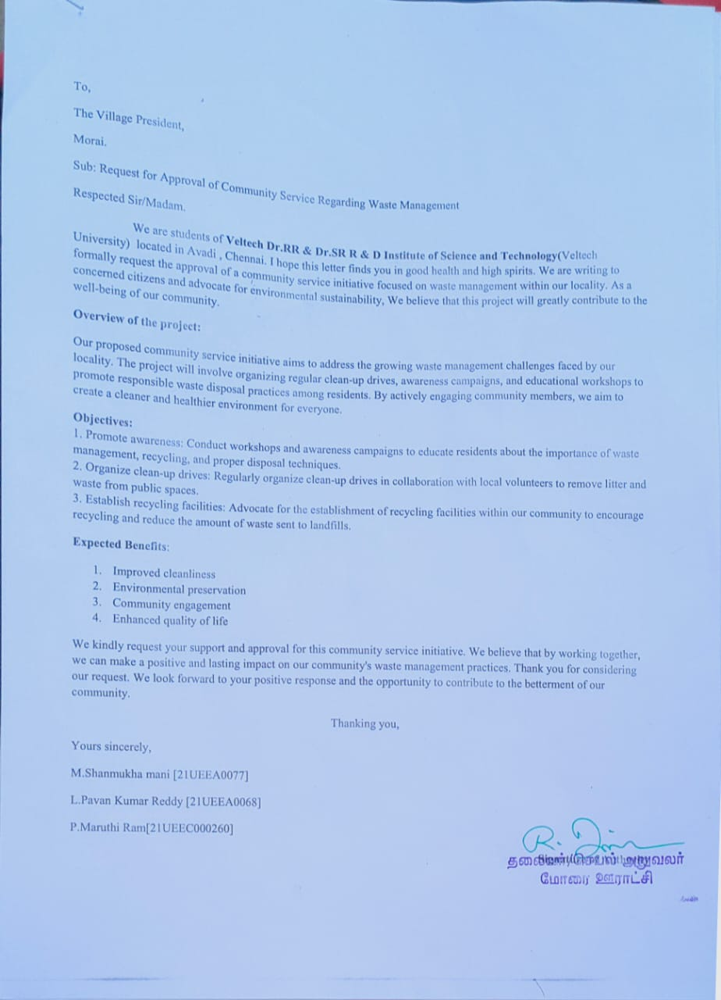 To,
The Village President,
Morai.
Sub: Request for Approval of Community Service Regarding Waste Management
Respected Sir/Madam.
We are students of Veltech Dr.RR & Dr.SR R & D Institute of Science and Technology(Veltech
University) located in Avadi , Chennai. I hope this letter finds you in good health and high spirits. We are writing to
formally request the approval of a community service initiative focused on waste management within our locality. As a
concerned citizens and advocate for environmental sustainability, We believe that this project will greatly contribute to the
well-being of our community.
Overview of the project:
Our proposed community service initiative aims to address the growing waste management challenges faced by our
locality. The project will involve organizing regular clean-up drives, awareness campaigns, and educational workshops to
promote responsible waste disposal practices among residents. By actively engaging community members, we aim to
create a cleaner and healthier environment for everyone.
Objectives:
1. Promote awareness: Conduct workshops and awareness campaigns to educate residents about the importance of waste
management, recycling, and proper disposal techniques.
2. Organize clean-up drives: Regularly organize clean-up drives in collaboration with local volunteers to remove litter and
waste from public spaces.
3. Establish recycling facilities: Advocate for the establishment of recycling facilities within our community to encourage
recycling and reduce the amount of waste sent to landfills.
Expected Benefits:
1. Improved cleanliness
2. Environmental preservation
3. Community engagement
4. Enhanced quality of life
We kindly request your support and approval for this community service initiative. We believe that by working together,
we can make a positive and lasting impact on our community's waste management practices. Thank you for considering
our request. We look forward to your positive response and the opportunity to contribute to the betterment of our
community.
Thanking you,
Yours sincerely,
M.Shanmukha mani [21UEEA0077]
L.Pavan Kumar Reddy [21UEEA0068]
P.Maruthi Ram[21UEEC000260]
R.
தலைவர்/செயல் அலுவலர்
மோரை ஊராட்சி